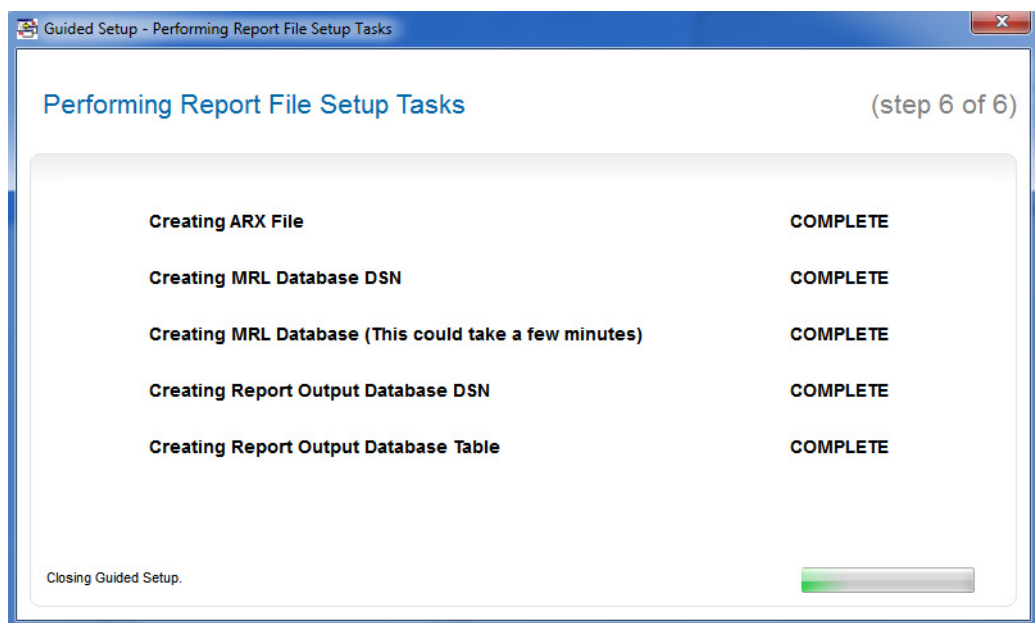 Guided Setup - Performing Report File Setup Tasks
Performing Report File Setup Tasks (step 6 of 6)
Creating ARX File COMPLETE
Creating MRL Database DSN COMPLETE
Creating MRL Database (This could take a few minutes) COMPLETE
Creating Report Output Database DSN COMPLETE
Creating Report Output Database Table COMPLETE
Closing Guided Setup.